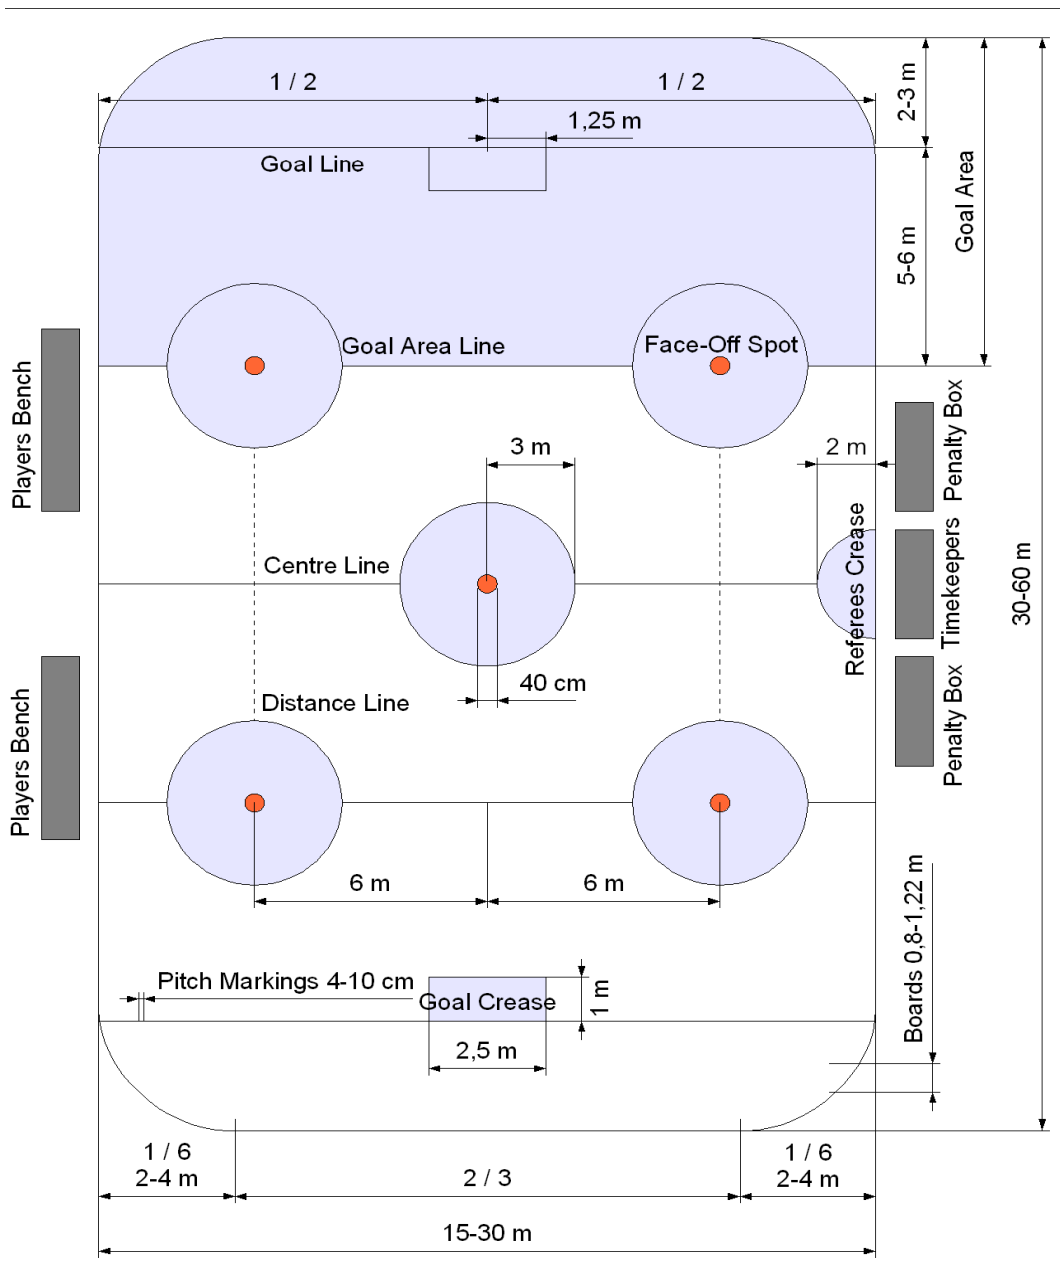 1 / 2
1 / 2
2-3 m
1,25 m
Goal Line
Goal Area
5-6 m
Goal Area Line
Face-Off Spot
Players Bench
Penalty Box
3 m
2 m
Centre Line
Referees Crease
Timekeepers
30-60 m
40 cm
Distance Line
Players Bench
Penalty Box
6 m
6 m
Boards 0,8-1,22 m
Pitch Markings 4-10 cm
Goal Crease
1 m
2,5 m
1 / 6
2-4 m
2 / 3
1 / 6
2-4 m
15-30 m